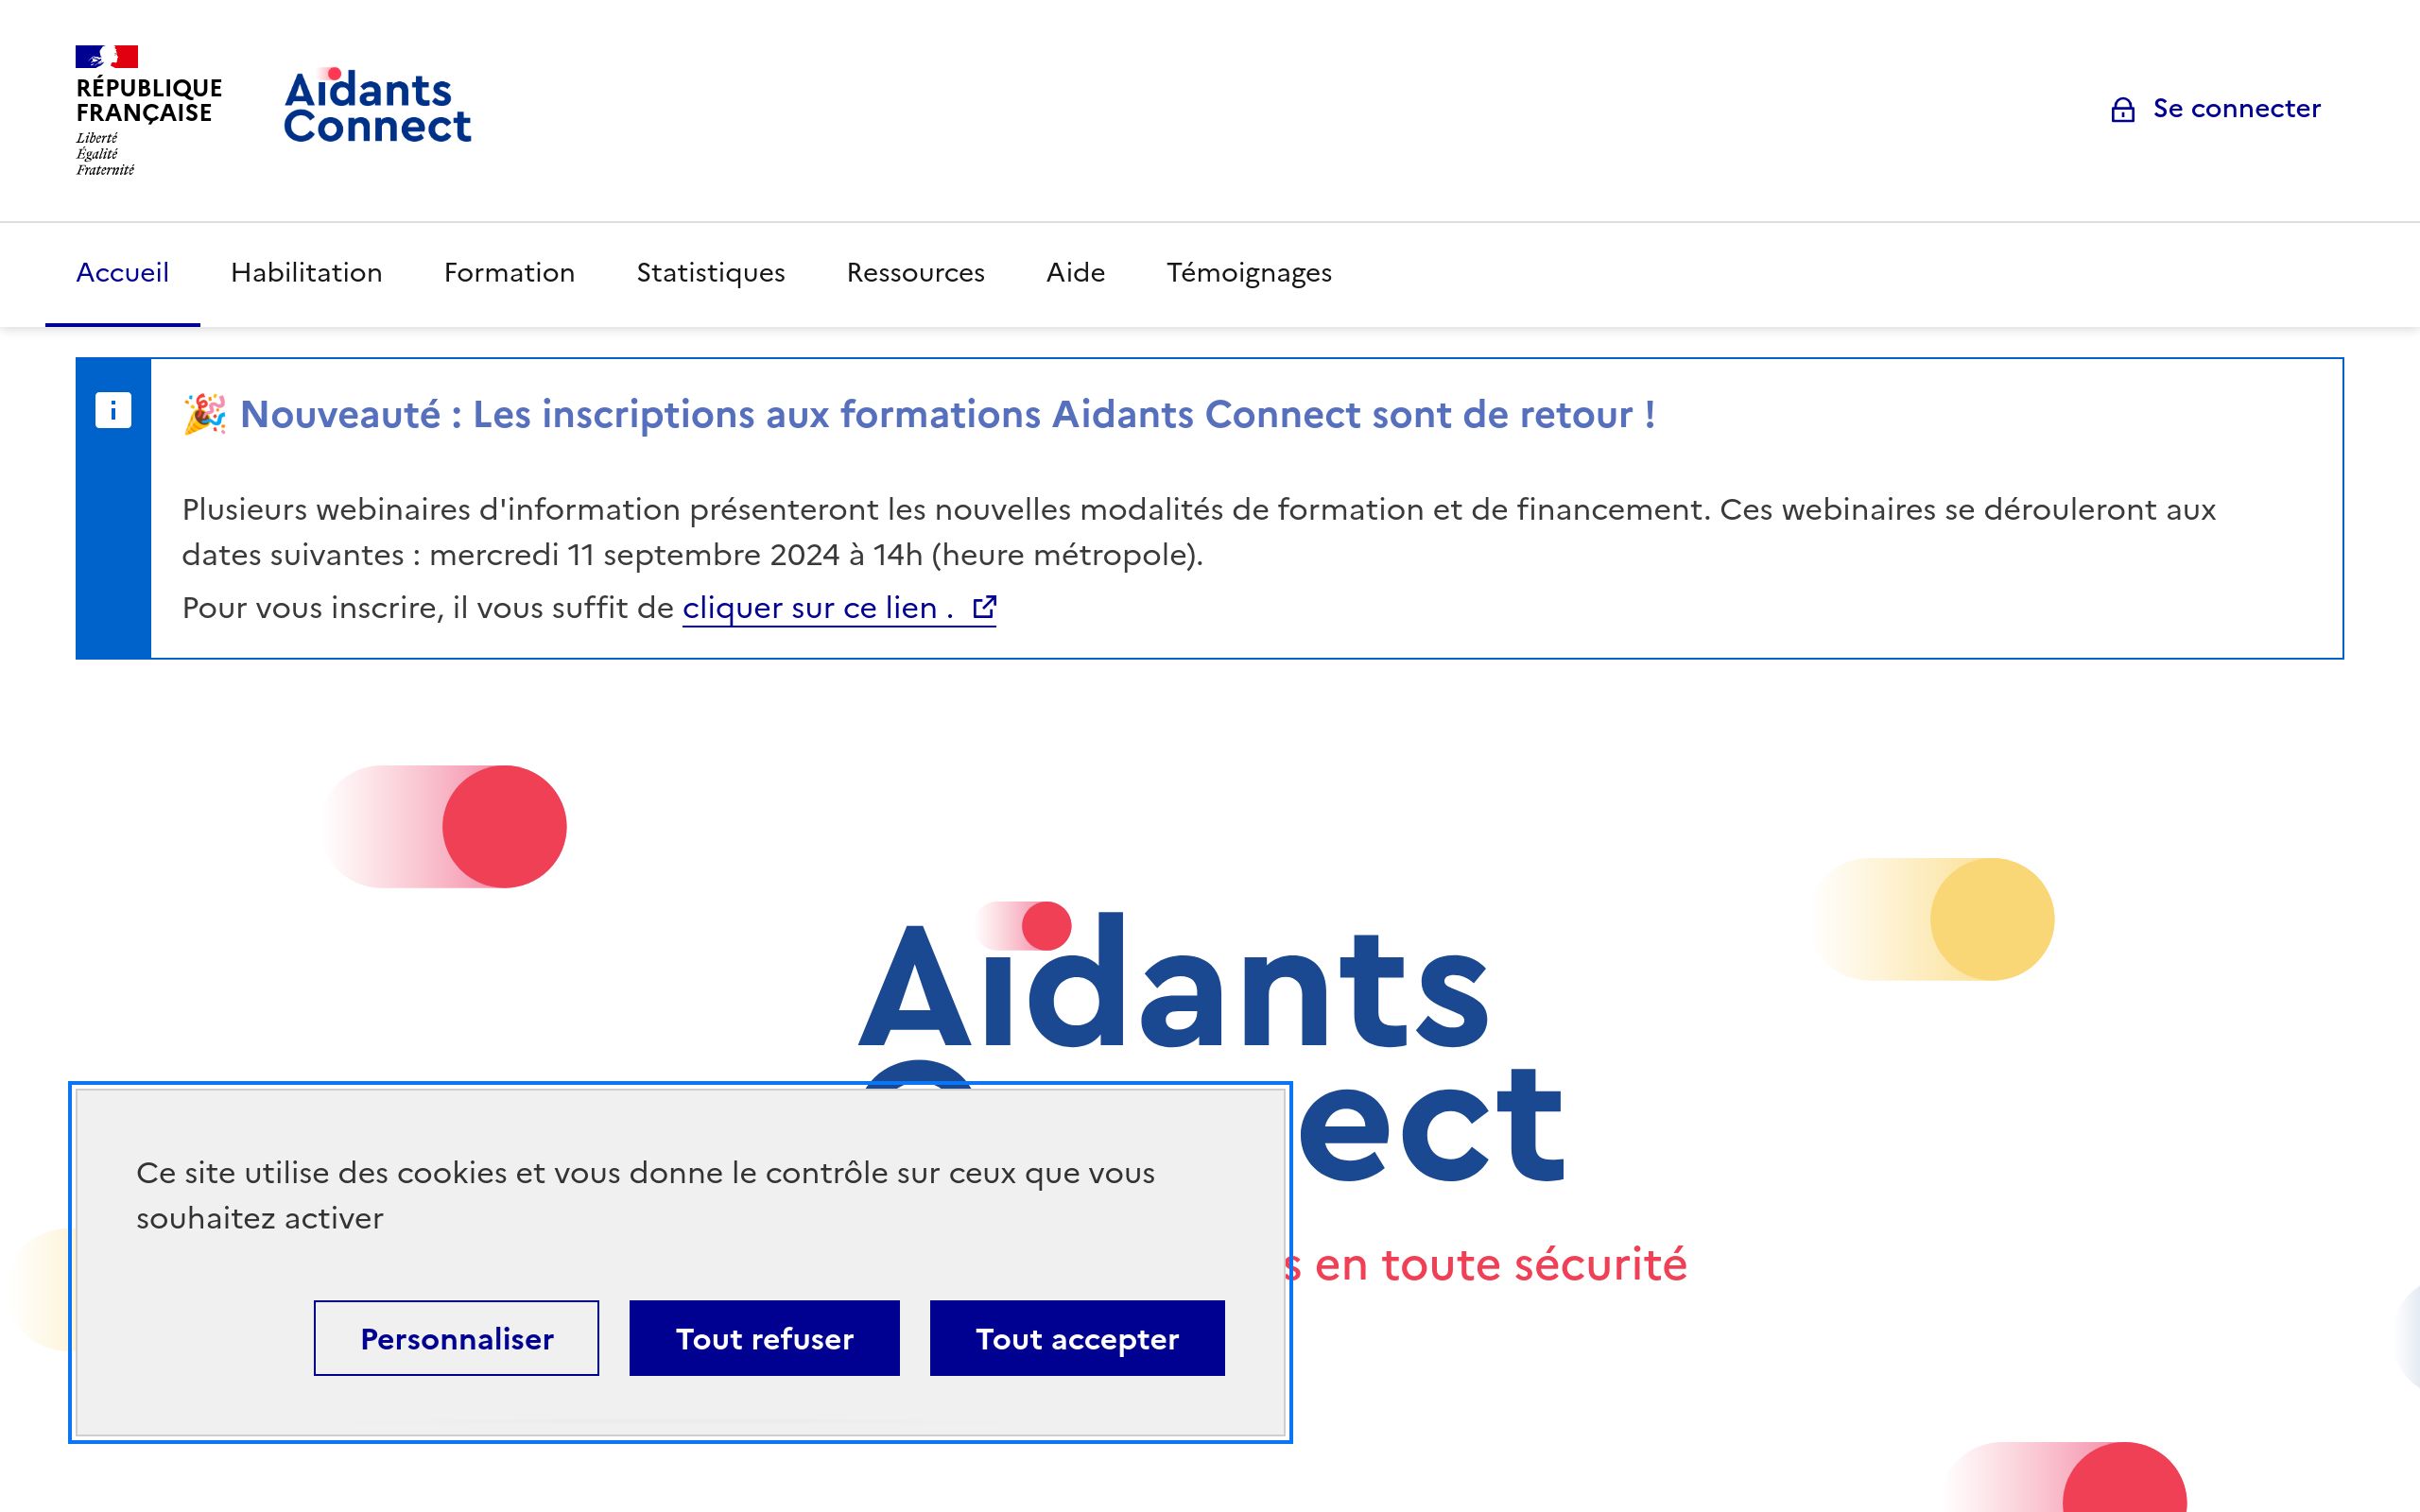 RÉPUBLIQUE
FRANÇAISE
Liberté
Égalité
Fraternité
Aidants
Connect
Se connecter
Accueil Habilitation Formation Statistiques Ressources Aide Témoignages
🎉 Nouveauté : Les inscriptions aux formations Aidants Connect sont de retour !
Plusieurs webinaires d'information présenteront les nouvelles modalités de formation et de financement. Ces webinaires se dérouleront aux
dates suivantes : mercredi 11 septembre 2024 à 14h (heure métropole).
Pour vous inscrire, il vous suffit de cliquer sur ce lien .
Aidants
ect
s en toute sécurité
Ce site utilise des cookies et vous donne le contrôle sur ceux que vous
souhaitez activer
Personnaliser Tout refuser Tout accepter